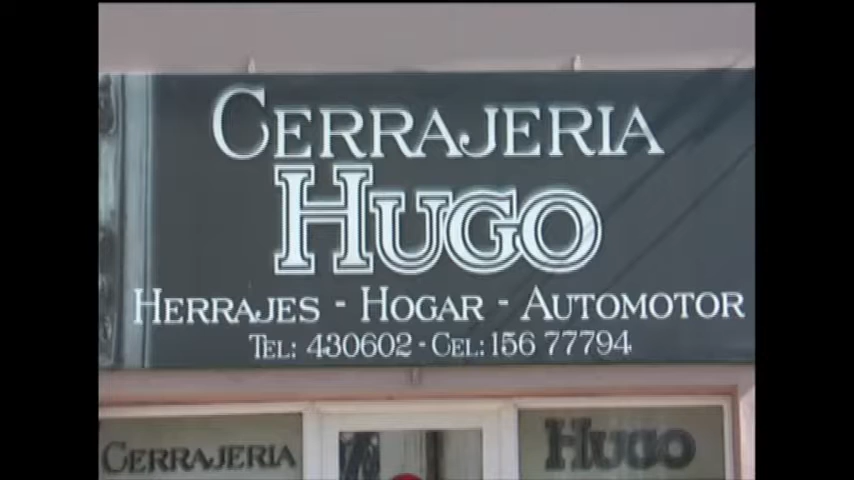 CERRAJERIA
HUGO
HERRAJES - HOGAR - AUTOMOTOR
TEL: 430602 - CEL: 156 77794
CERRAJERIA
HUGO